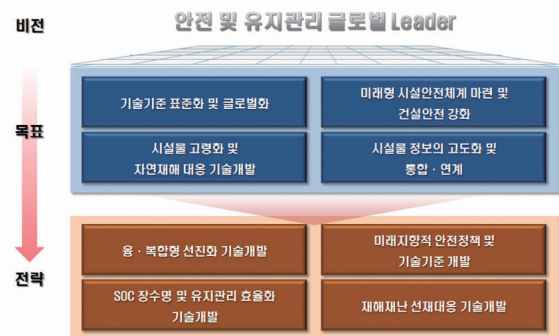 비전
안전 및 유지관리 글로벌 Leader
목표
기술기준 표준화 및 글로벌화
미래형 시설안전체계 마련 및
건설안전 강화
시설물 고령화 및
자연재해 대응 기술개발
시설물 정보의 고도화 및
통합 · 연계
전략
융 · 복합형 선진화 기술개발
미래지향적 안전정책 및
기술기준 개발
SOC 장수명 및 유지관리 효율화
기술개발
재해재난 선재대응 기술개발